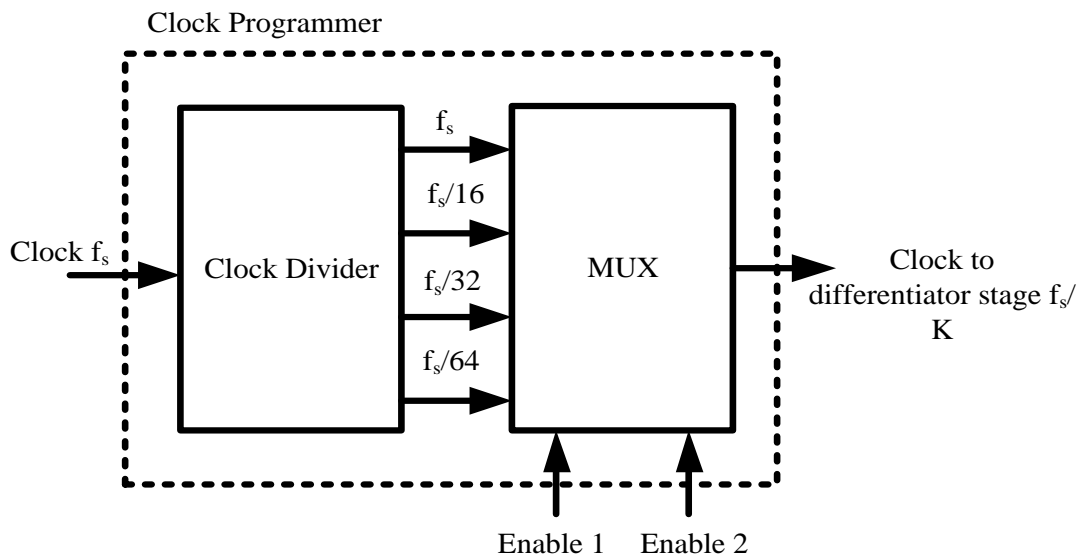 Clock Programmer
f_s
f_s/16
Clock f_s
Clock Divider
f_s/32
MUX
f_s/64
Clock to
differentiator stage f_s/
K
Enable 1
Enable 2